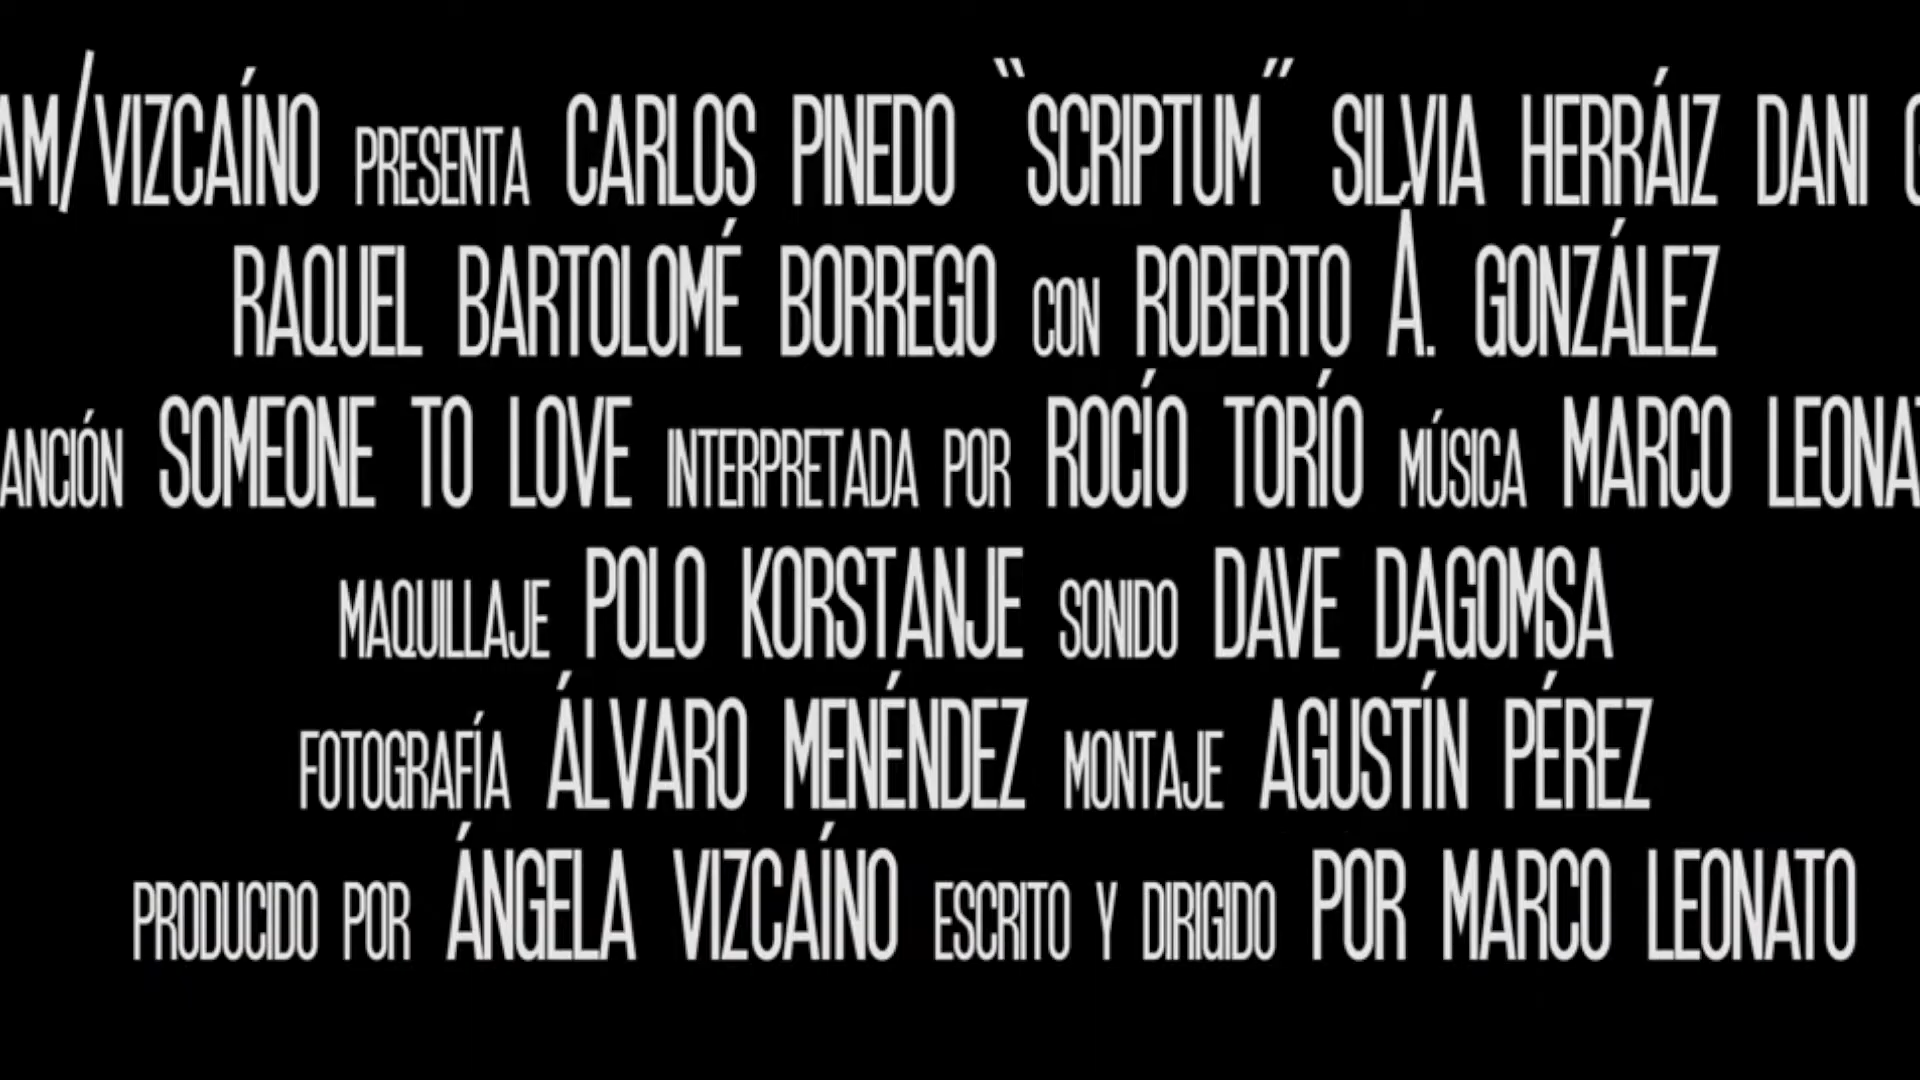 AM/VIZCAÍNO PRESENTA CARLOS PINEDO "SCRIPTUM" SILVIA HERRÁIZ DANI
RAQUEL BARTOLOMÉ BORREGO CON ROBERTO A. GONZÁLEZ
ANCIÓN SOMEONE TO LOVE INTERPRETADA POR ROCÍO TORÍO MÚSICA MARCO LEONAT
MAQUILLAJE POLO KORSTANJE SONIDO DAVE DAGOMSA
FOTOGRAFÍA ÁLVARO MENÉNDEZ MONTAJE AGUSTÍN PÉREZ
PRODUCIDO POR ÁNGELA VIZCAÍNO ESCRITO Y DIRIGIDO POR MARCO LEONATO